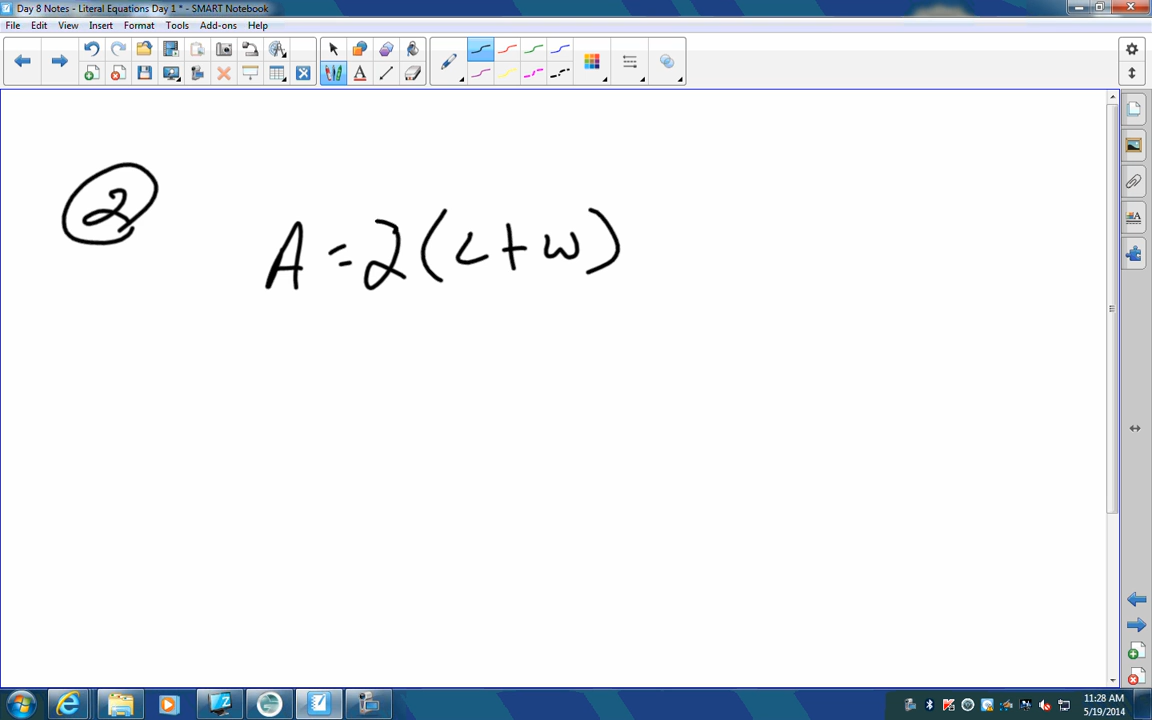 Day 8 Notes - Literal Equations Day 1 * - SMART Notebook
File Edit View Insert Format Tools Add-ons Help
2
A = 2 (L + w)
11:28 AM
5/19/2014